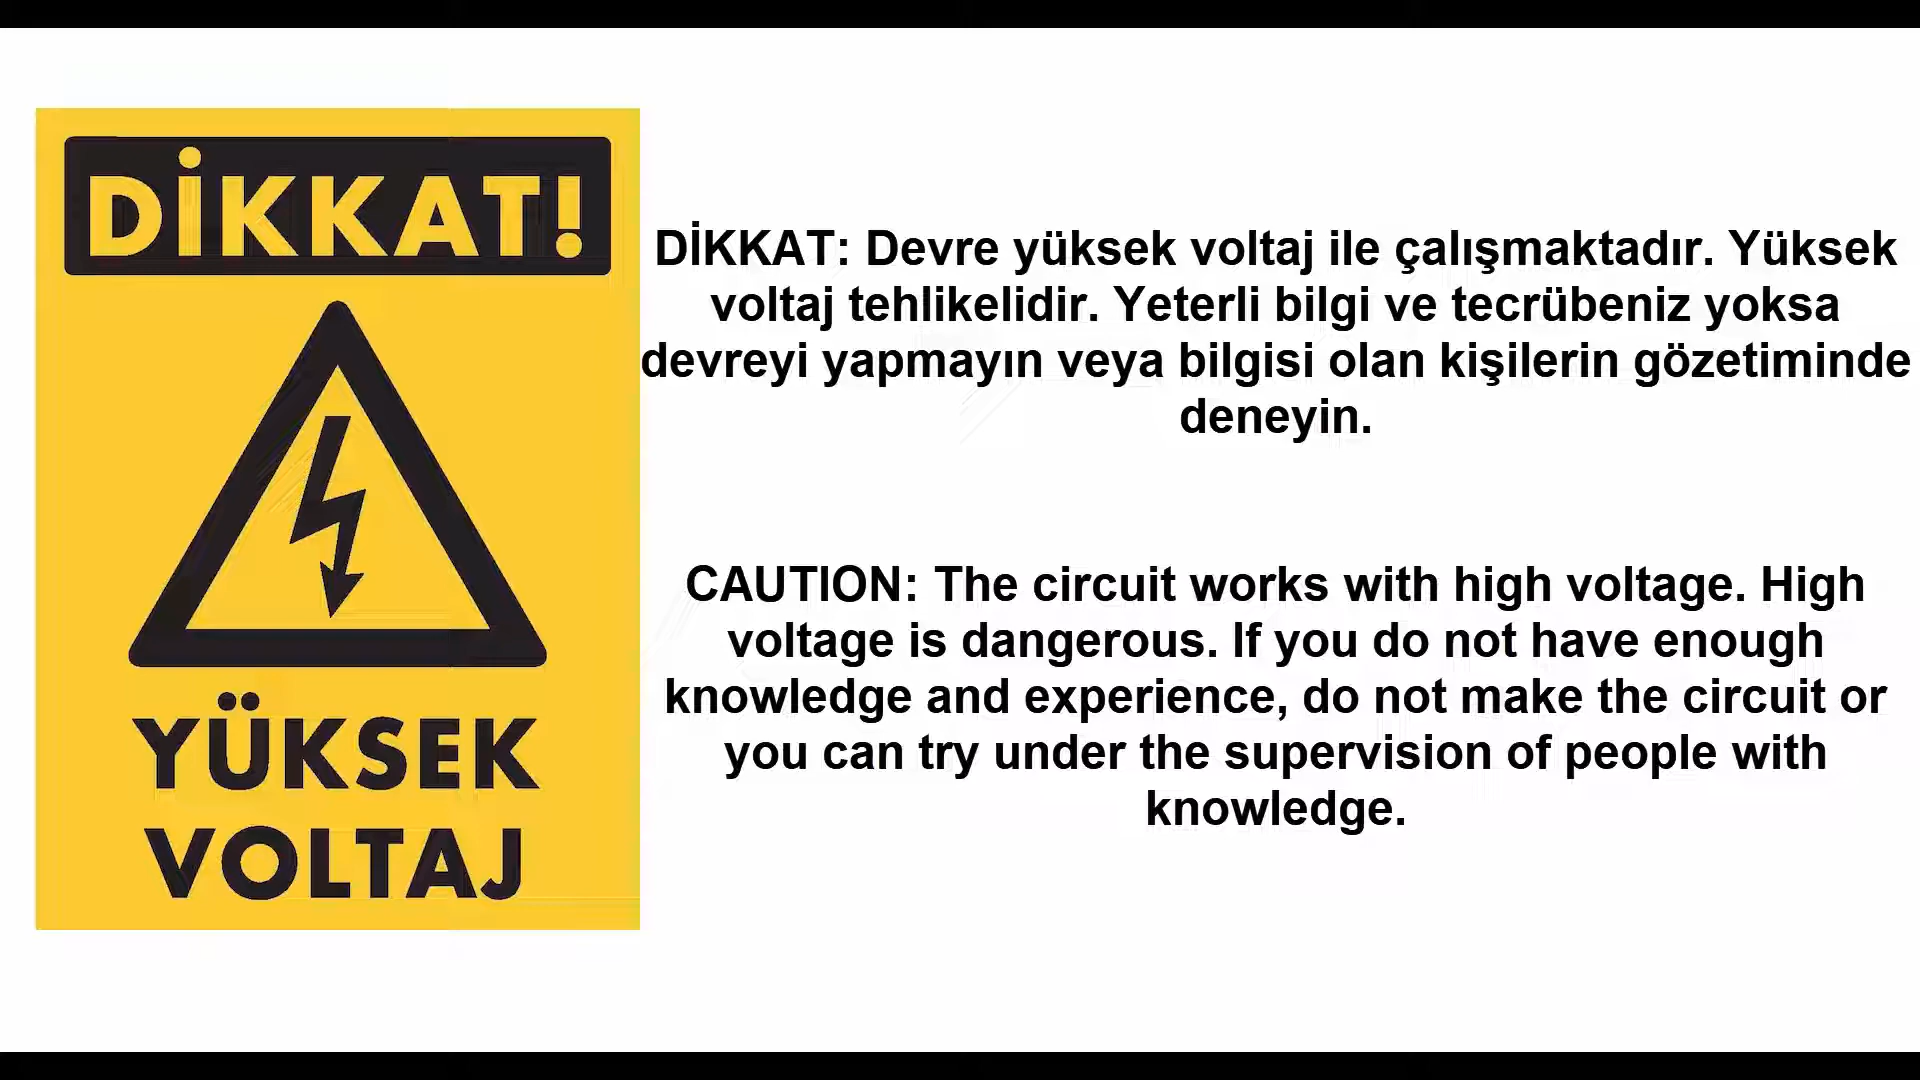 DİKKAT!
YÜKSEK
VOLTAJ
DİKKAT: Devre yüksek voltaj ile çalışmaktadır. Yüksek
voltaj tehlikelidir. Yeterli bilgi ve tecrübeniz yoksa
devreyi yapmayın veya bilgisi olan kişilerin gözetiminde
deneyin.
CAUTION: The circuit works with high voltage. High
voltage is dangerous. If you do not have enough
knowledge and experience, do not make the circuit or
you can try under the supervision of people with
knowledge.